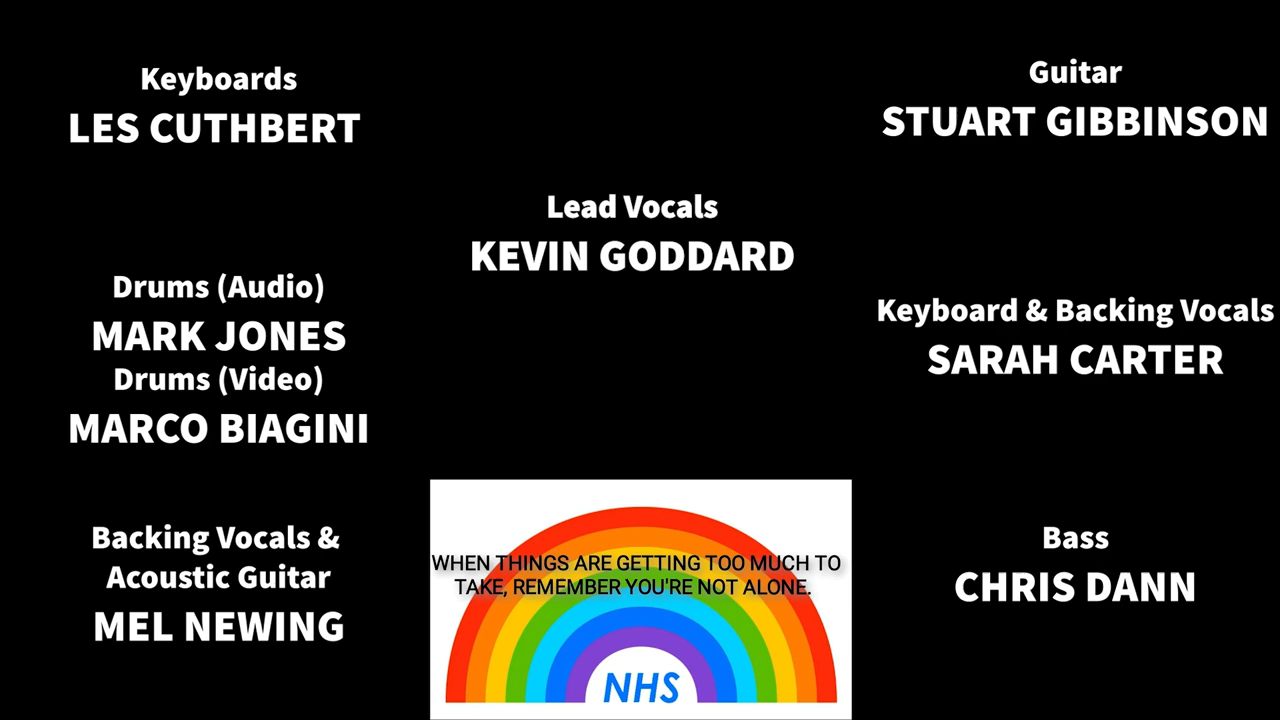 Keyboards
LES CUTHBERT
Guitar
STUART GIBBINSON
Lead Vocals
KEVIN GODDARD
Drums (Audio)
MARK JONES
Drums (Video)
MARCO BIAGINI
Keyboard & Backing Vocals
SARAH CARTER
Backing Vocals &
Acoustic Guitar
MEL NEWING
WHEN THINGS ARE GETTING TOO MUCH TO
TAKE, REMEMBER YOU'RE NOT ALONE.
NHS
Bass
CHRIS DANN